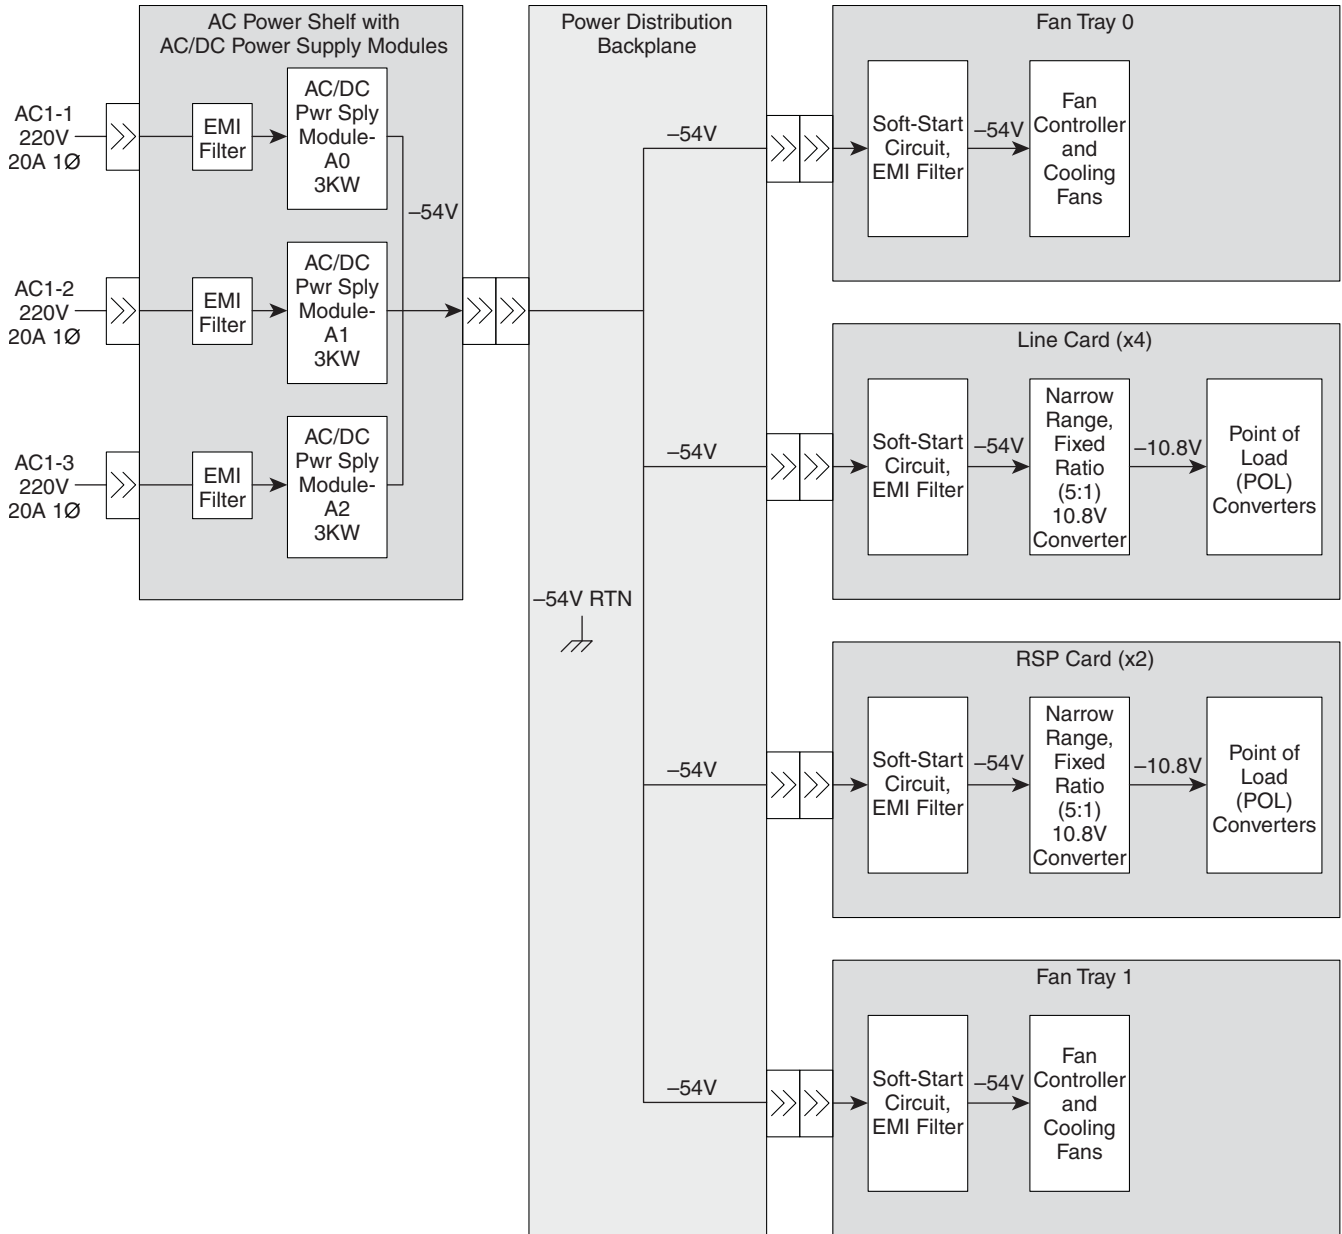 AC Power Shelf with
AC/DC Power Supply Modules
AC1-1
220V
20A 1Ø
EMI
Filter
AC/DC
Pwr Sply
Module-
A0
3KW
–54V
AC1-2
220V
20A 1Ø
EMI
Filter
AC/DC
Pwr Sply
Module-
A1
3KW
AC1-3
220V
20A 1Ø
EMI
Filter
AC/DC
Pwr Sply
Module-
A2
3KW
Power Distribution
Backplane
–54V
–54V
–54V RTN
–54V
–54V
Fan Tray 0
Soft-Start
Circuit,
EMI Filter
–54V
Fan
Controller
and
Cooling
Fans
Line Card (x4)
Soft-Start
Circuit,
EMI Filter
–54V
Narrow
Range,
Fixed
Ratio
(5:1)
10.8V
Converter
–10.8V
Point of
Load
(POL)
Converters
RSP Card (x2)
Soft-Start
Circuit,
EMI Filter
–54V
Narrow
Range,
Fixed
Ratio
(5:1)
10.8V
Converter
–10.8V
Point of
Load
(POL)
Converters
Fan Tray 1
Soft-Start
Circuit,
EMI Filter
–54V
Fan
Controller
and
Cooling
Fans